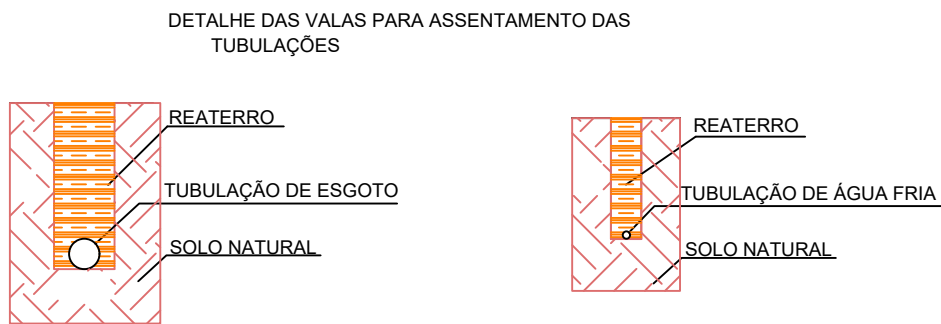 DETALHE DAS VALAS PARA ASSENTAMENTO DAS
TUBULAÇÕES
REATERRO
TUBULAÇÃO DE ESGOTO
SOLO NATURAL
REATERRO
TUBULAÇÃO DE ÁGUA FRIA
SOLO NATURAL